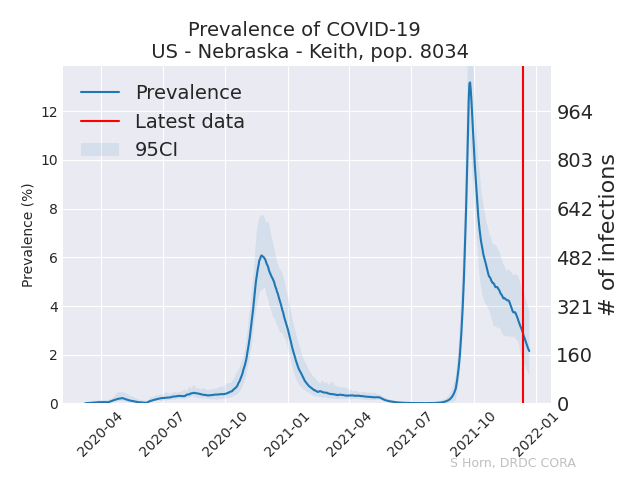 Prevalence of COVID-19
US - Nebraska - Keith, pop. 8034
Prevalence
Latest data
95CI
Prevalence (%)
12
10
8
6
4
2
0
964
803
642
482
321
160
0
# of infections
2020-04
2020-07
2020-10
2021-01
2021-04
2021-07
2021-10
2022-01
S Horn, DRDC CORA